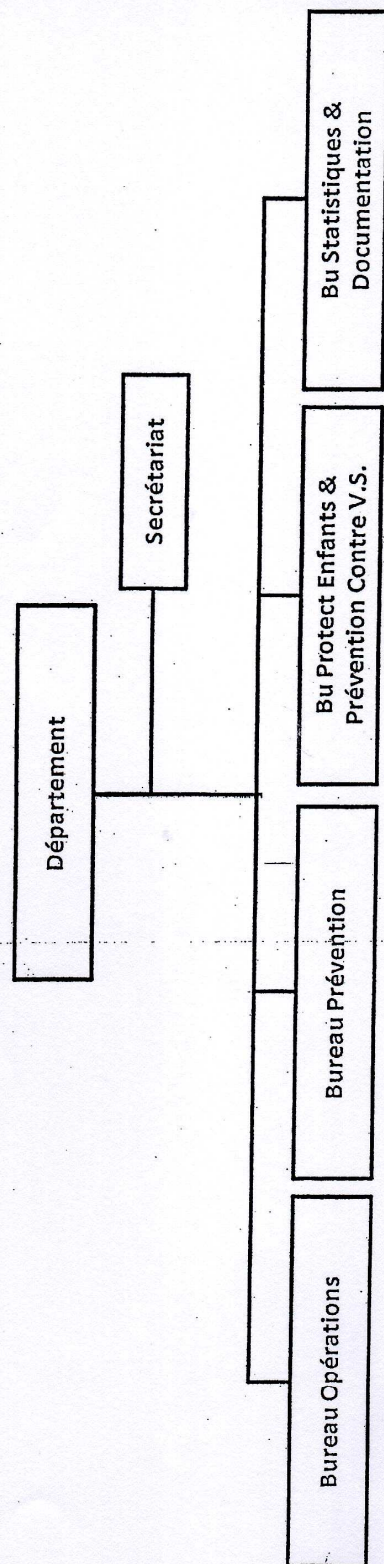 Département
Secrétariat
Bureau Opérations
Bureau Prévention
Bu Protect Enfants &
Prévention Contre V.S.
Bu Statistiques &
Documentation